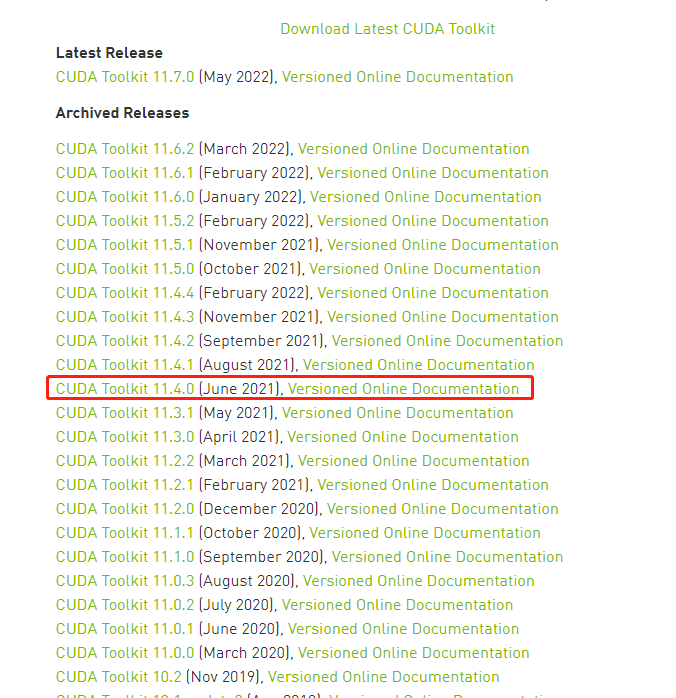 Download Latest CUDA Toolkit
Latest Release
CUDA Toolkit 11.7.0 (May 2022), Versioned Online Documentation
Archived Releases
CUDA Toolkit 11.6.2 (March 2022), Versioned Online Documentation
CUDA Toolkit 11.6.1 (February 2022), Versioned Online Documentation
CUDA Toolkit 11.6.0 (January 2022), Versioned Online Documentation
CUDA Toolkit 11.5.2 (February 2022), Versioned Online Documentation
CUDA Toolkit 11.5.1 (November 2021), Versioned Online Documentation
CUDA Toolkit 11.5.0 (October 2021), Versioned Online Documentation
CUDA Toolkit 11.4.4 (February 2022), Versioned Online Documentation
CUDA Toolkit 11.4.3 (November 2021), Versioned Online Documentation
CUDA Toolkit 11.4.2 (September 2021), Versioned Online Documentation
CUDA Toolkit 11.4.1 (August 2021), Versioned Online Documentation
CUDA Toolkit 11.4.0 (June 2021), Versioned Online Documentation
CUDA Toolkit 11.3.1 (May 2021), Versioned Online Documentation
CUDA Toolkit 11.3.0 (April 2021), Versioned Online Documentation
CUDA Toolkit 11.2.2 (March 2021), Versioned Online Documentation
CUDA Toolkit 11.2.1 (February 2021), Versioned Online Documentation
CUDA Toolkit 11.2.0 (December 2020), Versioned Online Documentation
CUDA Toolkit 11.1.1 (October 2020), Versioned Online Documentation
CUDA Toolkit 11.1.0 (September 2020), Versioned Online Documentation
CUDA Toolkit 11.0.3 (August 2020), Versioned Online Documentation
CUDA Toolkit 11.0.2 (July 2020), Versioned Online Documentation
CUDA Toolkit 11.0.1 (June 2020), Versioned Online Documentation
CUDA Toolkit 11.0.0 (March 2020), Versioned Online Documentation
CUDA Toolkit 10.2 (Nov 2019), Versioned Online Documentation